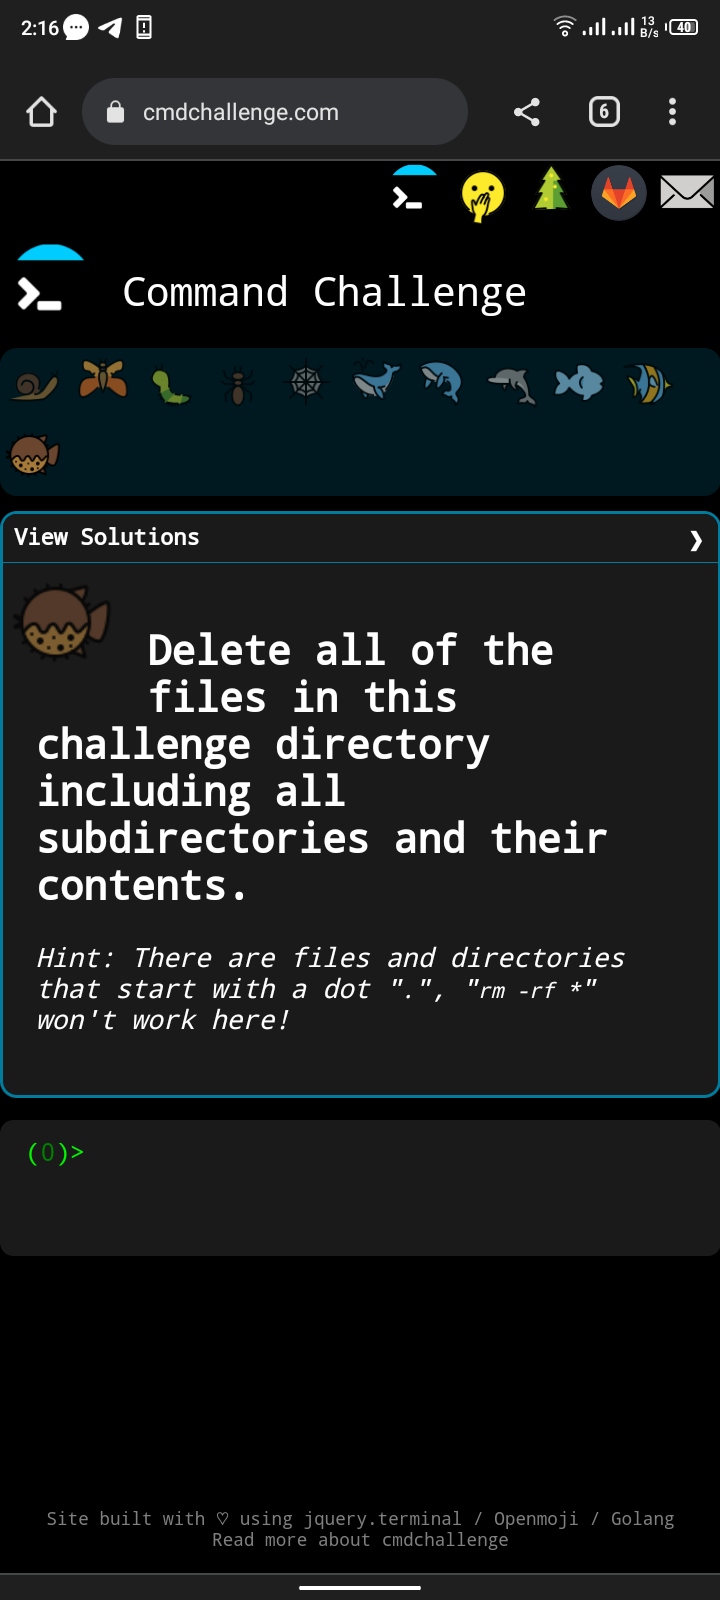 2:16
13
B/s
40
cmdchallenge.com
6
Command Challenge
View Solutions
Delete all of the
files in this
challenge directory
including all
subdirectories and their
contents.
Hint: There are files and directories
that start with a dot ".", "rm -rf *"
won't work here!
(0)>
Site built with ♡ using jquery.terminal / Openmoji / Golang
Read more about cmdchallenge